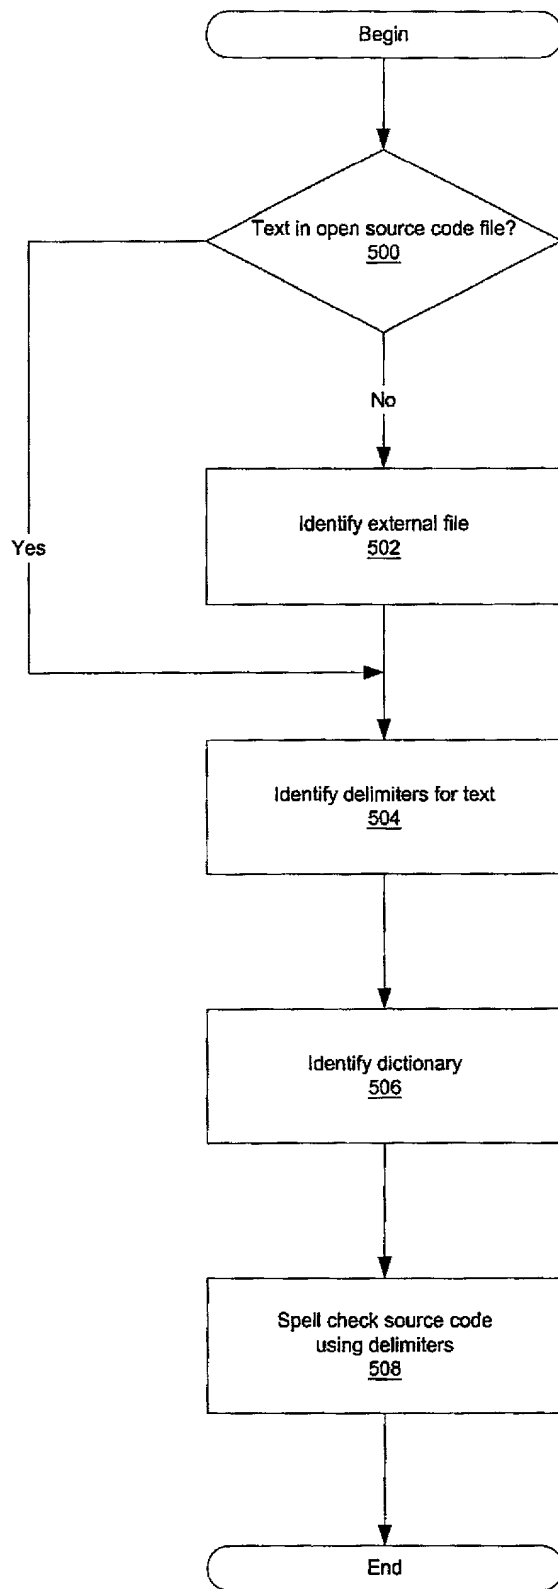 Begin
Text in open source code file?
500
No
Identify external file
502
Yes
Identify delimiters for text
504
Identify dictionary
506
Spell check source code
using delimiters
508
End